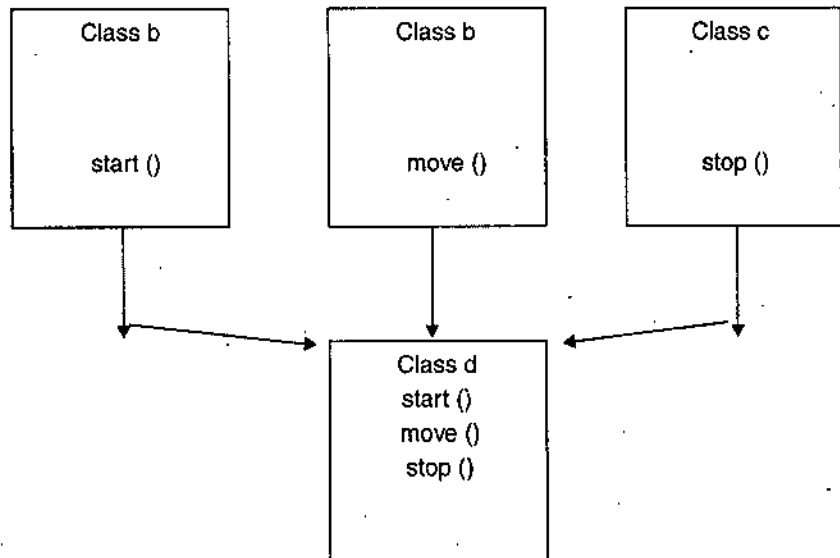 Class b
start ()
Class b
move ()
Class c
stop ()
Class d
start ()
move ()
stop ()